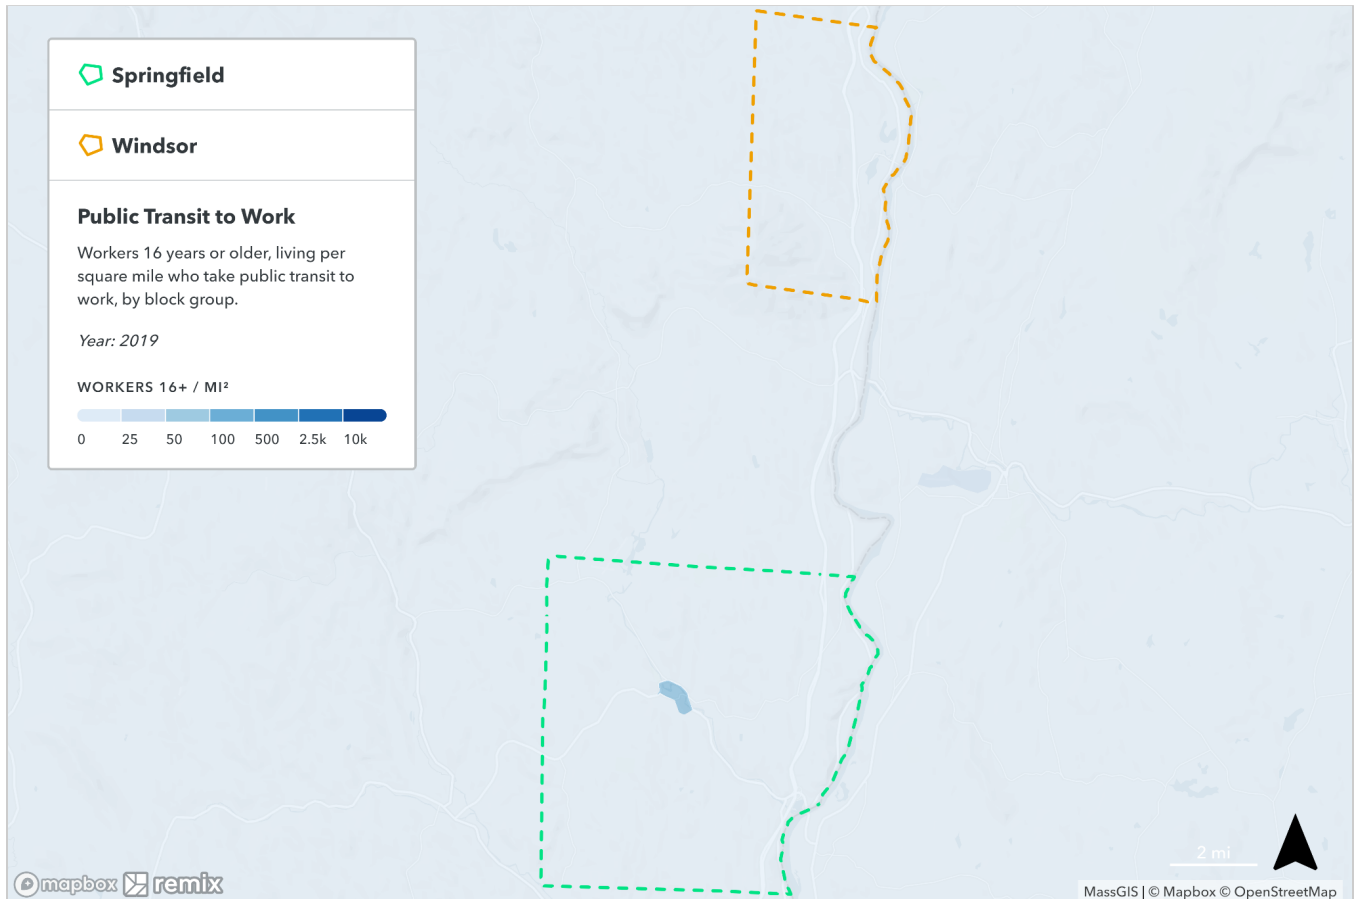 Springfield
Windsor
Public Transit to Work
Workers 16 years or older, living per
square mile who take public transit to
work, by block group.
Year: 2019
WORKERS 16+ / MI²
0 25 50 100 500 2.5k 10k
2 mi
mapbox remix
MassGIS | © Mapbox © OpenStreetMap